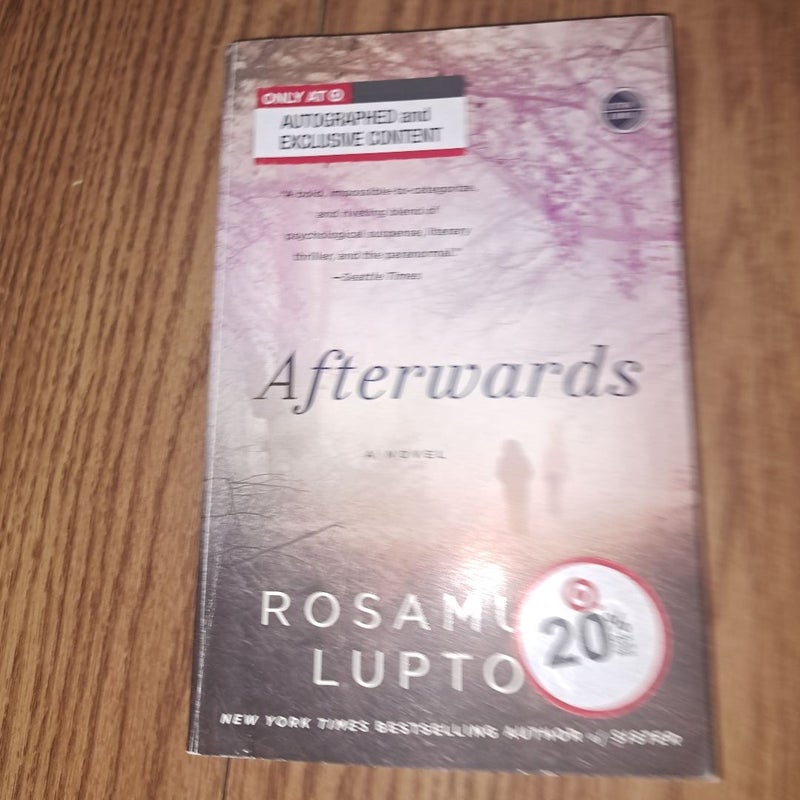 ONLY AT
AUTOGRAPHED and
EXCLUSIVE CONTENT
"A bold, impossible-to-categorize,
and riveting blend of
psychological suspense, literary
thriller, and the paranormal."
—Seattle Times
Afterwards
A NOVEL
ROSAMU
LUPTO
20%
NEW YORK TIMES BESTSELLING AUTHOR of SISTER